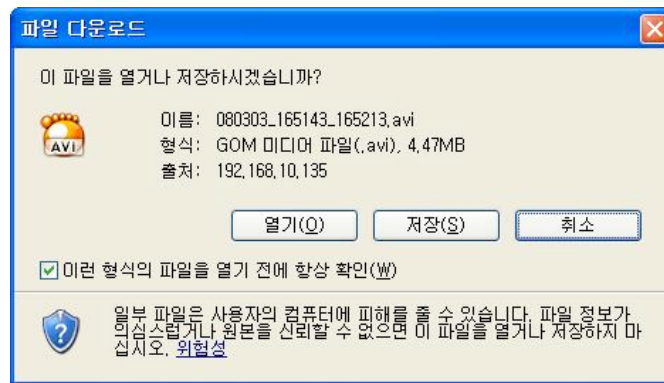 파일 다운로드
이 파일을 열거나 저장하시겠습니까?
AVI
이름: 080303_165143_165213.avi
형식: GOM 미디어 파일(.avi), 4.47MB
출처: 192.168.10.135
열기(O) 저장(S) 취소
이런 형식의 파일을 열기 전에 항상 확인(W)
일부 파일은 사용자의 컴퓨터에 피해를 줄 수 있습니다. 파일 정보가
의심스럽거나 원본을 신뢰할 수 없으면 이 파일을 열거나 저장하지 마
십시오. 위험성